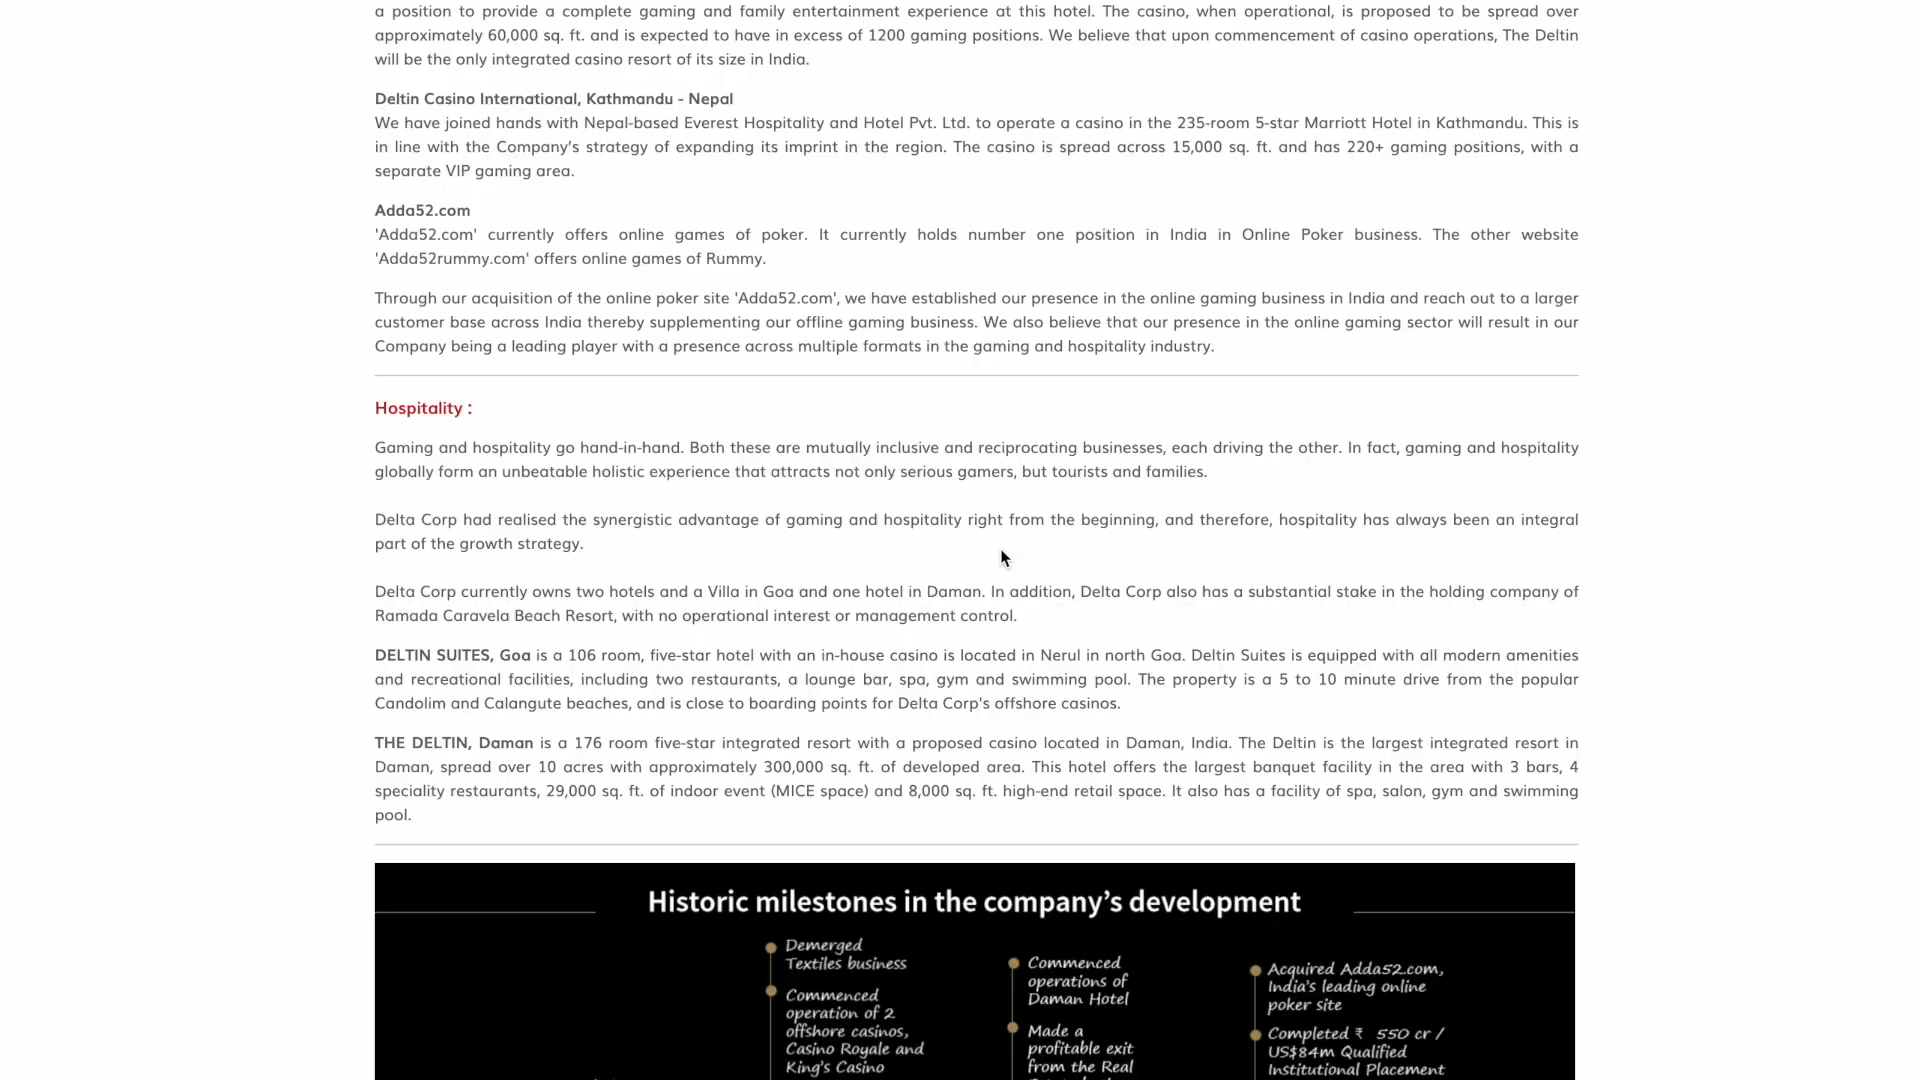 a position to provide a complete gaming and family entertainment experience at this hotel. The casino, when operational, is proposed to be spread over
approximately 60,000 sq. ft. and is expected to have in excess of 1200 gaming positions. We believe that upon commencement of casino operations, The Deltin
will be the only integrated casino resort of its size in India.
Deltin Casino International, Kathmandu - Nepal
We have joined hands with Nepal-based Everest Hospitality and Hotel Pvt. Ltd. to operate a casino in the 235-room 5-star Marriott Hotel in Kathmandu. This is
in line with the Company's strategy of expanding its imprint in the region. The casino is spread across 15,000 sq. ft. and has 220+ gaming positions, with a
separate VIP gaming area.
Adda52.com
'Adda52.com' currently offers online games of poker. It currently holds number one position in India in Online Poker business. The other website
'Adda52rummy.com' offers online games of Rummy.
Through our acquisition of the online poker site 'Adda52.com', we have established our presence in the online gaming business in India and reach out to a larger
customer base across India thereby supplementing our offline gaming business. We also believe that our presence in the online gaming sector will result in our
Company being a leading player with a presence across multiple formats in the gaming and hospitality industry.
Hospitality :
Gaming and hospitality go hand-in-hand. Both these are mutually inclusive and reciprocating businesses, each driving the other. In fact, gaming and hospitality
globally form an unbeatable holistic experience that attracts not only serious gamers, but tourists and families.
Delta Corp had realised the synergistic advantage of gaming and hospitality right from the beginning, and therefore, hospitality has always been an integral
part of the growth strategy.
Delta Corp currently owns two hotels and a Villa in Goa and one hotel in Daman. In addition, Delta Corp also has a substantial stake in the holding company of
Ramada Caravela Beach Resort, with no operational interest or management control.
DELTIN SUITES, Goa is a 106 room, five-star hotel with an in-house casino is located in Nerul in north Goa. Deltin Suites is equipped with all modern amenities
and recreational facilities, including two restaurants, a lounge bar, spa, gym and swimming pool. The property is a 5 to 10 minute drive from the popular
Candolim and Calangute beaches, and is close to boarding points for Delta Corp's offshore casinos.
THE DELTIN, Daman is a 176 room five-star integrated resort with a proposed casino located in Daman, India. The Deltin is the largest integrated resort in
Daman, spread over 10 acres with approximately 300,000 sq. ft. of developed area. This hotel offers the largest banquet facility in the area with 3 bars, 4
speciality restaurants, 29,000 sq. ft. of indoor event (MICE space) and 8,000 sq. ft. high-end retail space. It also has a facility of spa, salon, gym and swimming
pool.
Historic milestones in the company's development
Demerged
Textiles business
Commenced
operation of 2
offshore casinos,
Casino Royale and
King's Casino
Commenced
operations of
Daman Hotel
Made a
profitable exit
from the Real
Acquired Adda52.com,
India's leading online
poker site
Completed ₹ 550 cr /
US$84m Qualified
Institutional Placement